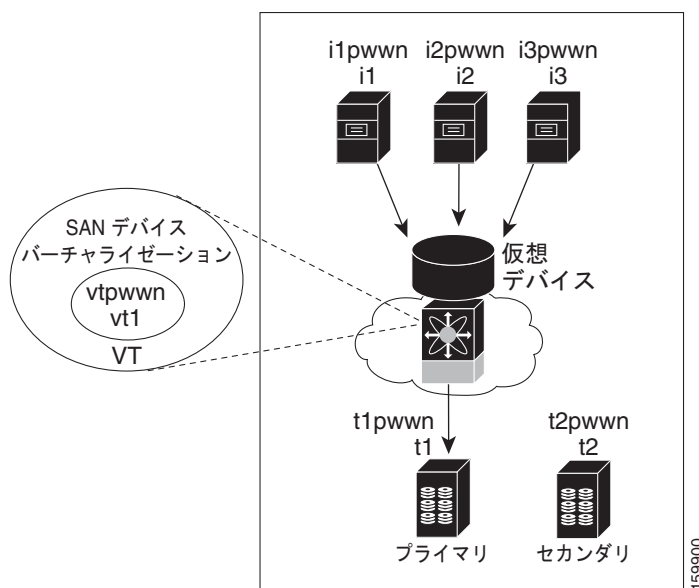 i1pwwn i2pwwn i3pwwn
i1 i2 i3
SAN デバイス
バーチャライゼーション
vtpwwn
vt1
VT
仮想
デバイス
t1pwwn t2pwwn
t1 t2
プライマリ セカンダリ
159900